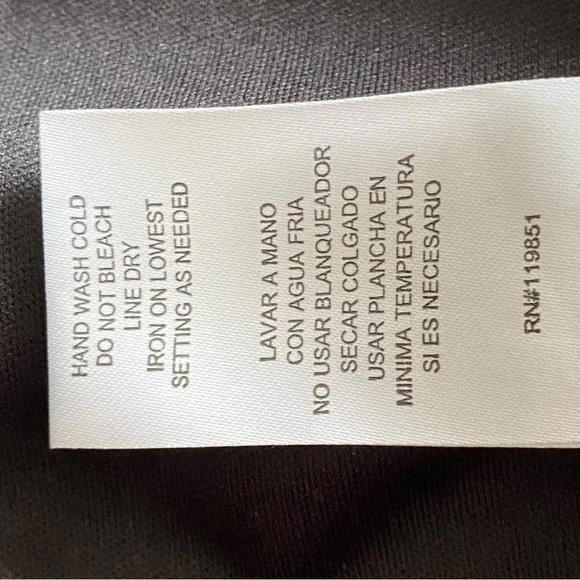 HAND WASH COLD
DO NOT BLEACH
LINE DRY
IRON ON LOWEST
SETTING AS NEEDED
LAVAR A MANO
CON AGUA FRIA
NO USAR BLANQUEADOR
SECAR COLGADO
USAR PLANCHA EN
MINIMA TEMPERATURA
SI ES NECESARIO
RN#119851